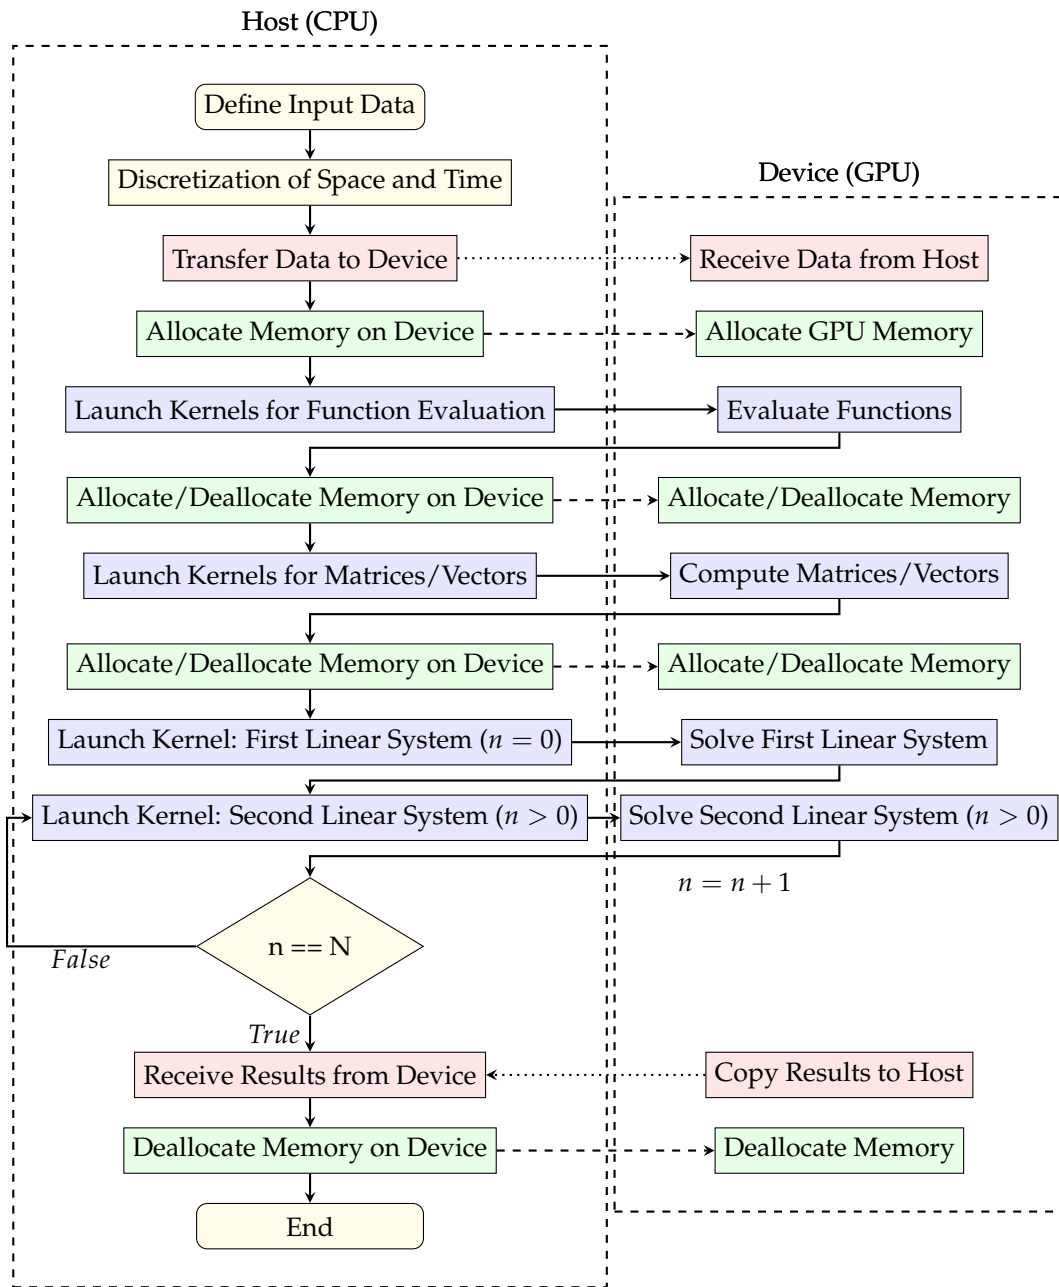 Host (CPU)
Define Input Data
Discretization of Space and Time
Device (GPU)
Transfer Data to Device
Receive Data from Host
Allocate Memory on Device
Allocate GPU Memory
Launch Kernels for Function Evaluation
Evaluate Functions
Allocate/Deallocate Memory on Device
Allocate/Deallocate Memory
Launch Kernels for Matrices/Vectors
Compute Matrices/Vectors
Allocate/Deallocate Memory on Device
Allocate/Deallocate Memory
Launch Kernel: First Linear System (n = 0)
Solve First Linear System
Launch Kernel: Second Linear System (n > 0)
Solve Second Linear System (n > 0)
n = n + 1
n == N
False
True
Receive Results from Device
Copy Results to Host
Deallocate Memory on Device
Deallocate Memory
End